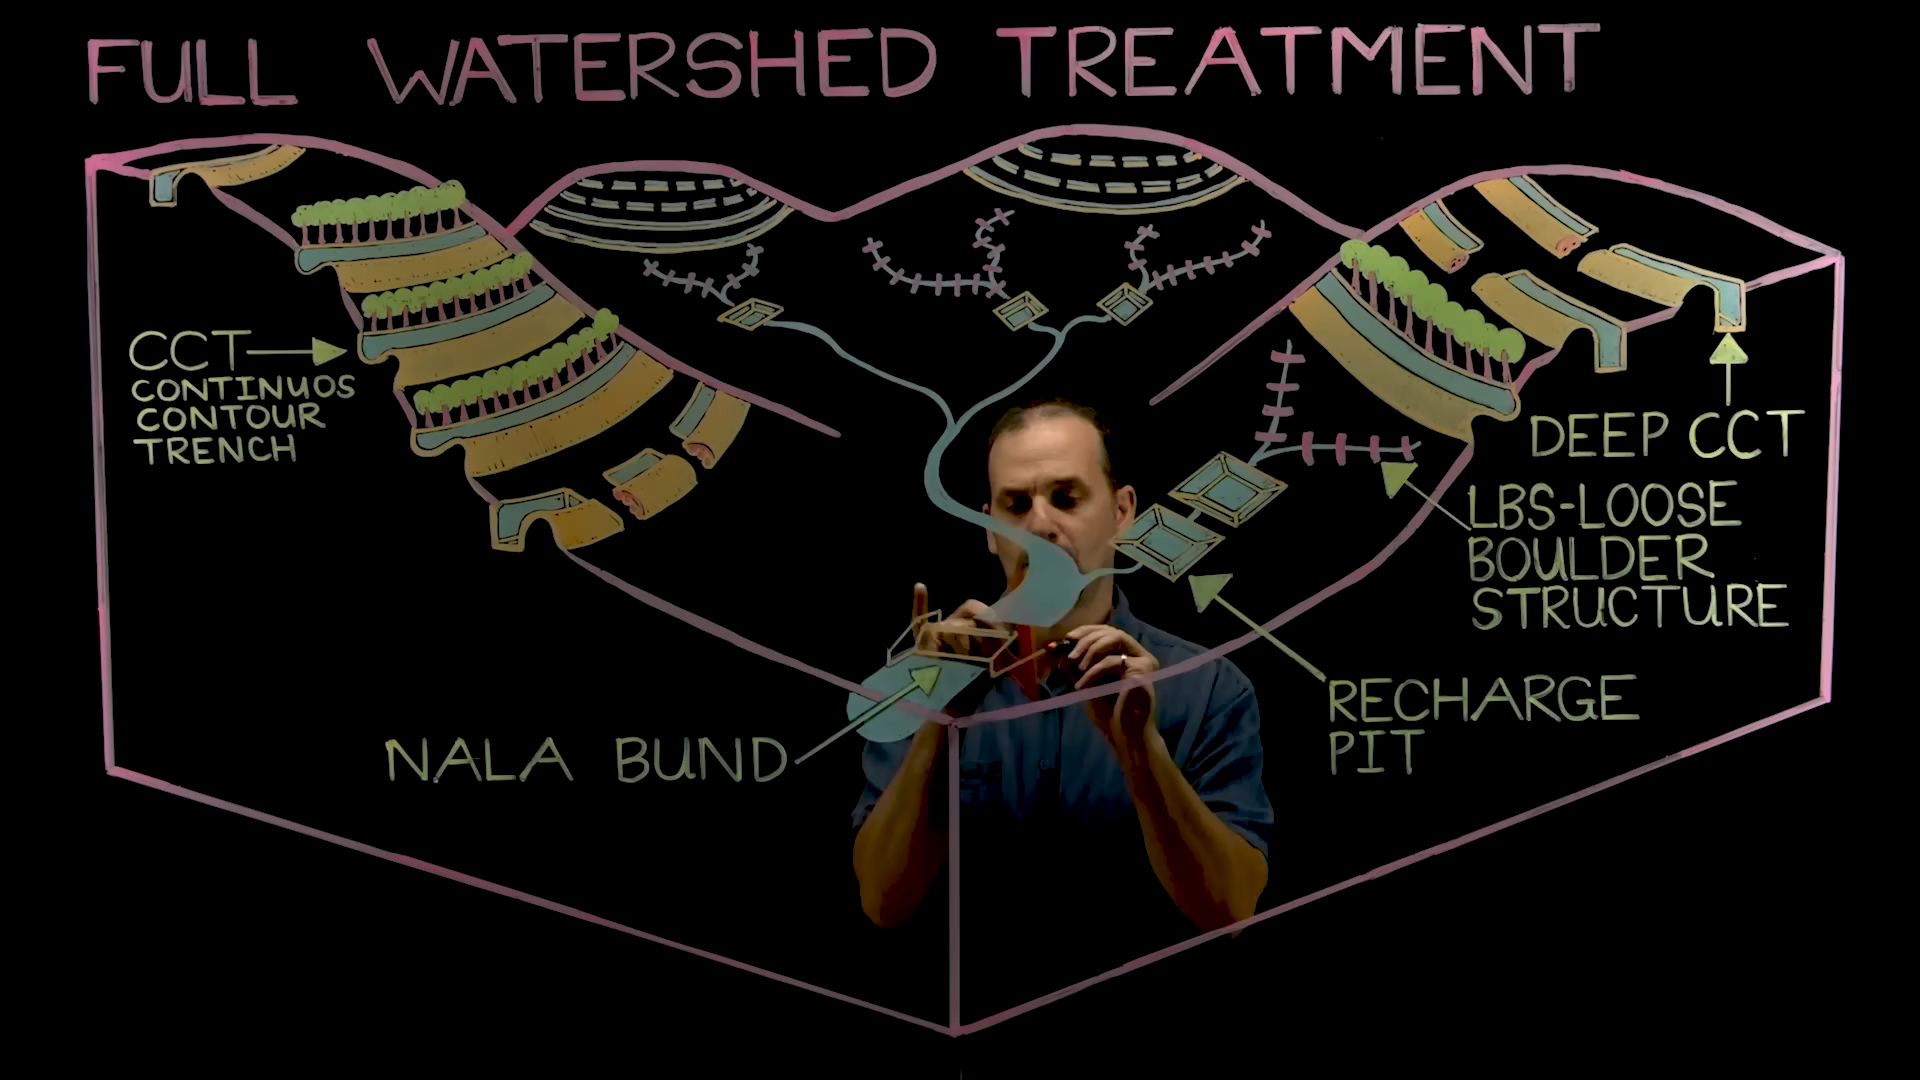 FULL WATERSHED TREATMENT
CCT
CONTINUOS
CONTOUR
TRENCH
DEEP CCT
LBS-LOOSE
BOULDER
STRUCTURE
RECHARGE
PIT
NALA BUND